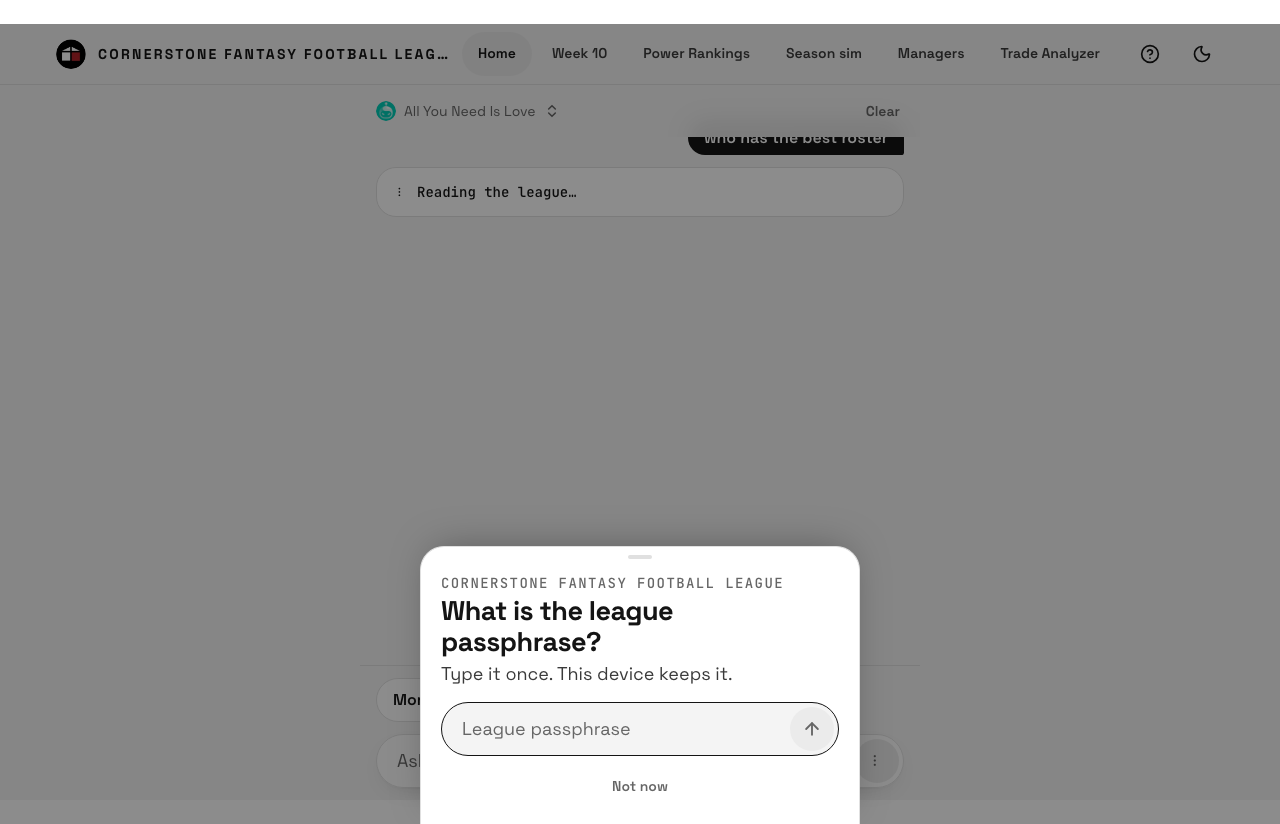 CORNERSTONE FANTASY FOOTBALL LEAG…
Home
Week 10
Power Rankings
Season sim
Managers
Trade Analyzer
All You Need Is Love
Clear
who has the best roster
Reading the league…
CORNERSTONE FANTASY FOOTBALL LEAGUE
What is the league
passphrase?
Type it once. This device keeps it.
League passphrase
Not now